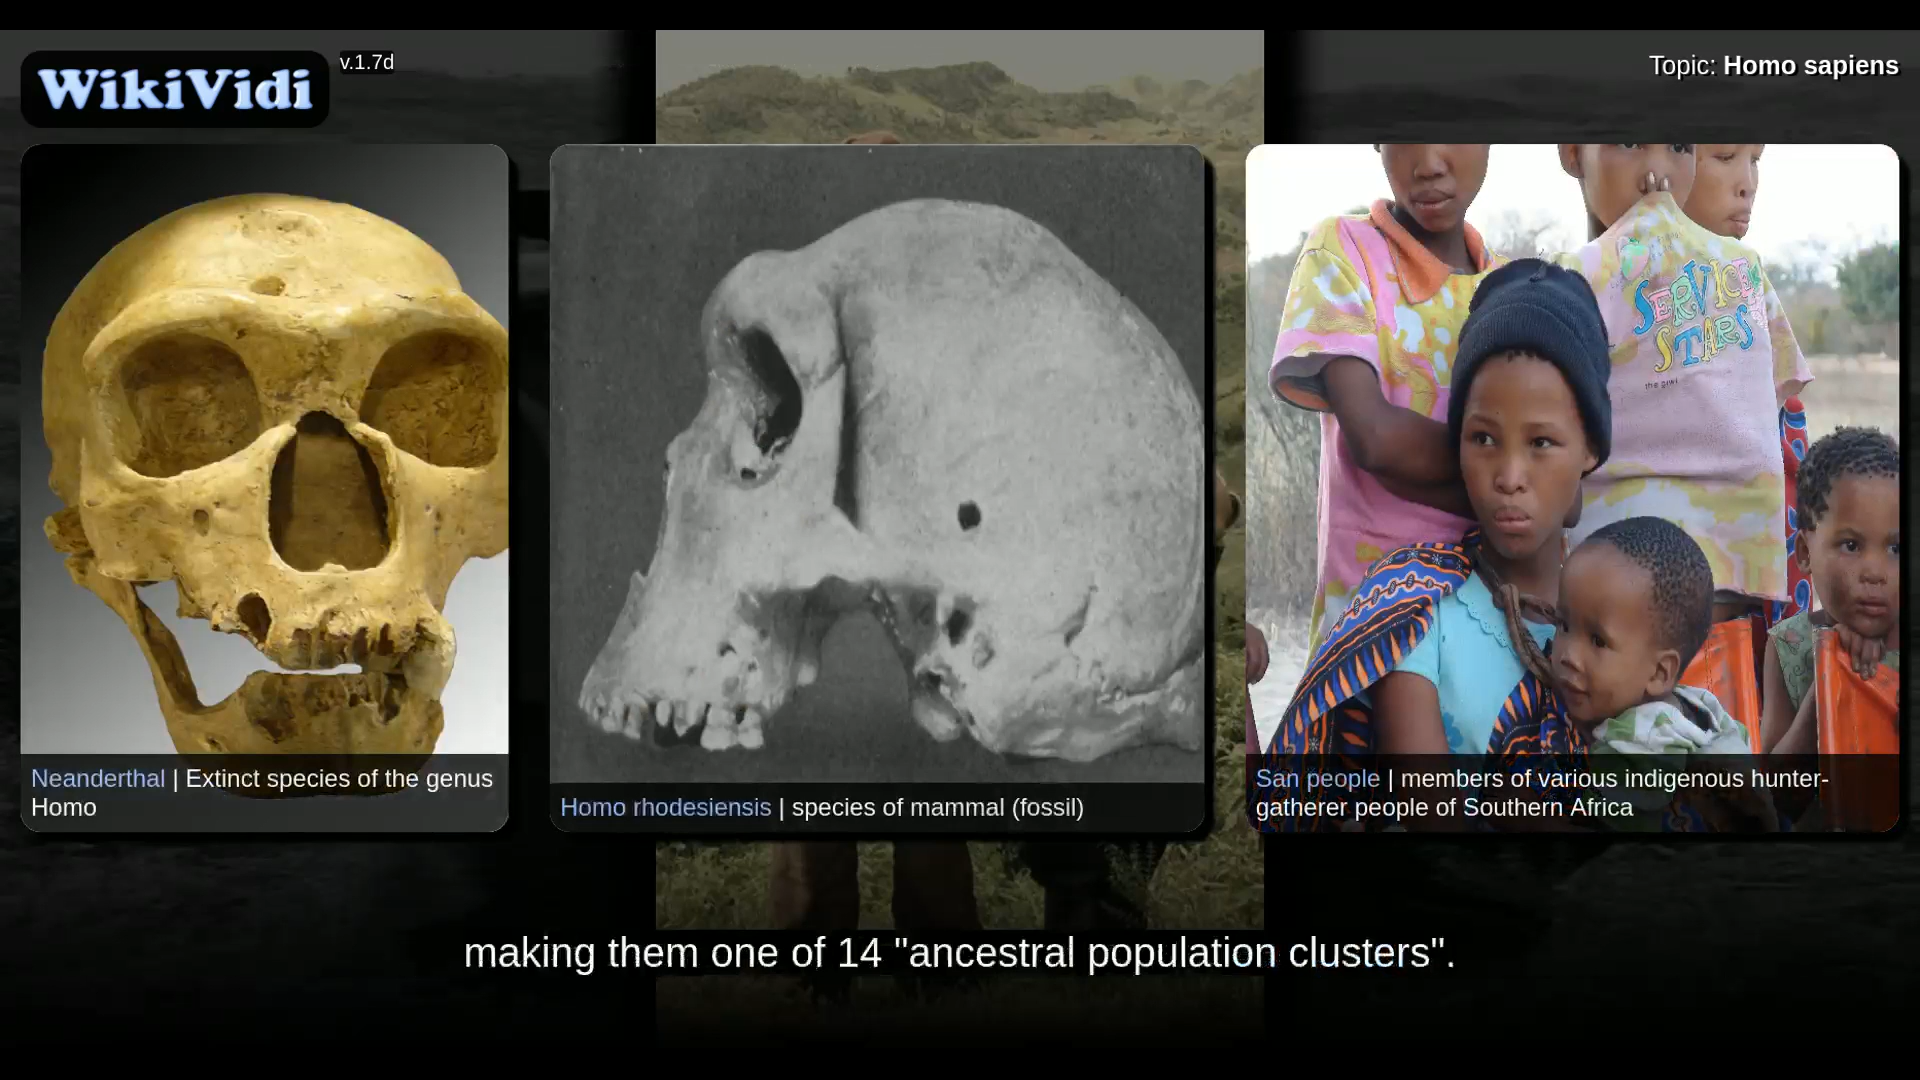 WikiVidi
v.1.7d
Topic: Homo sapiens
SERVICE
STARS
Neanderthal | Extinct species of the genus
Homo
Homo rhodesiensis | species of mammal (fossil)
San people | members of various indigenous hunter-
gatherer people of Southern Africa
making them one of 14 "ancestral population clusters".